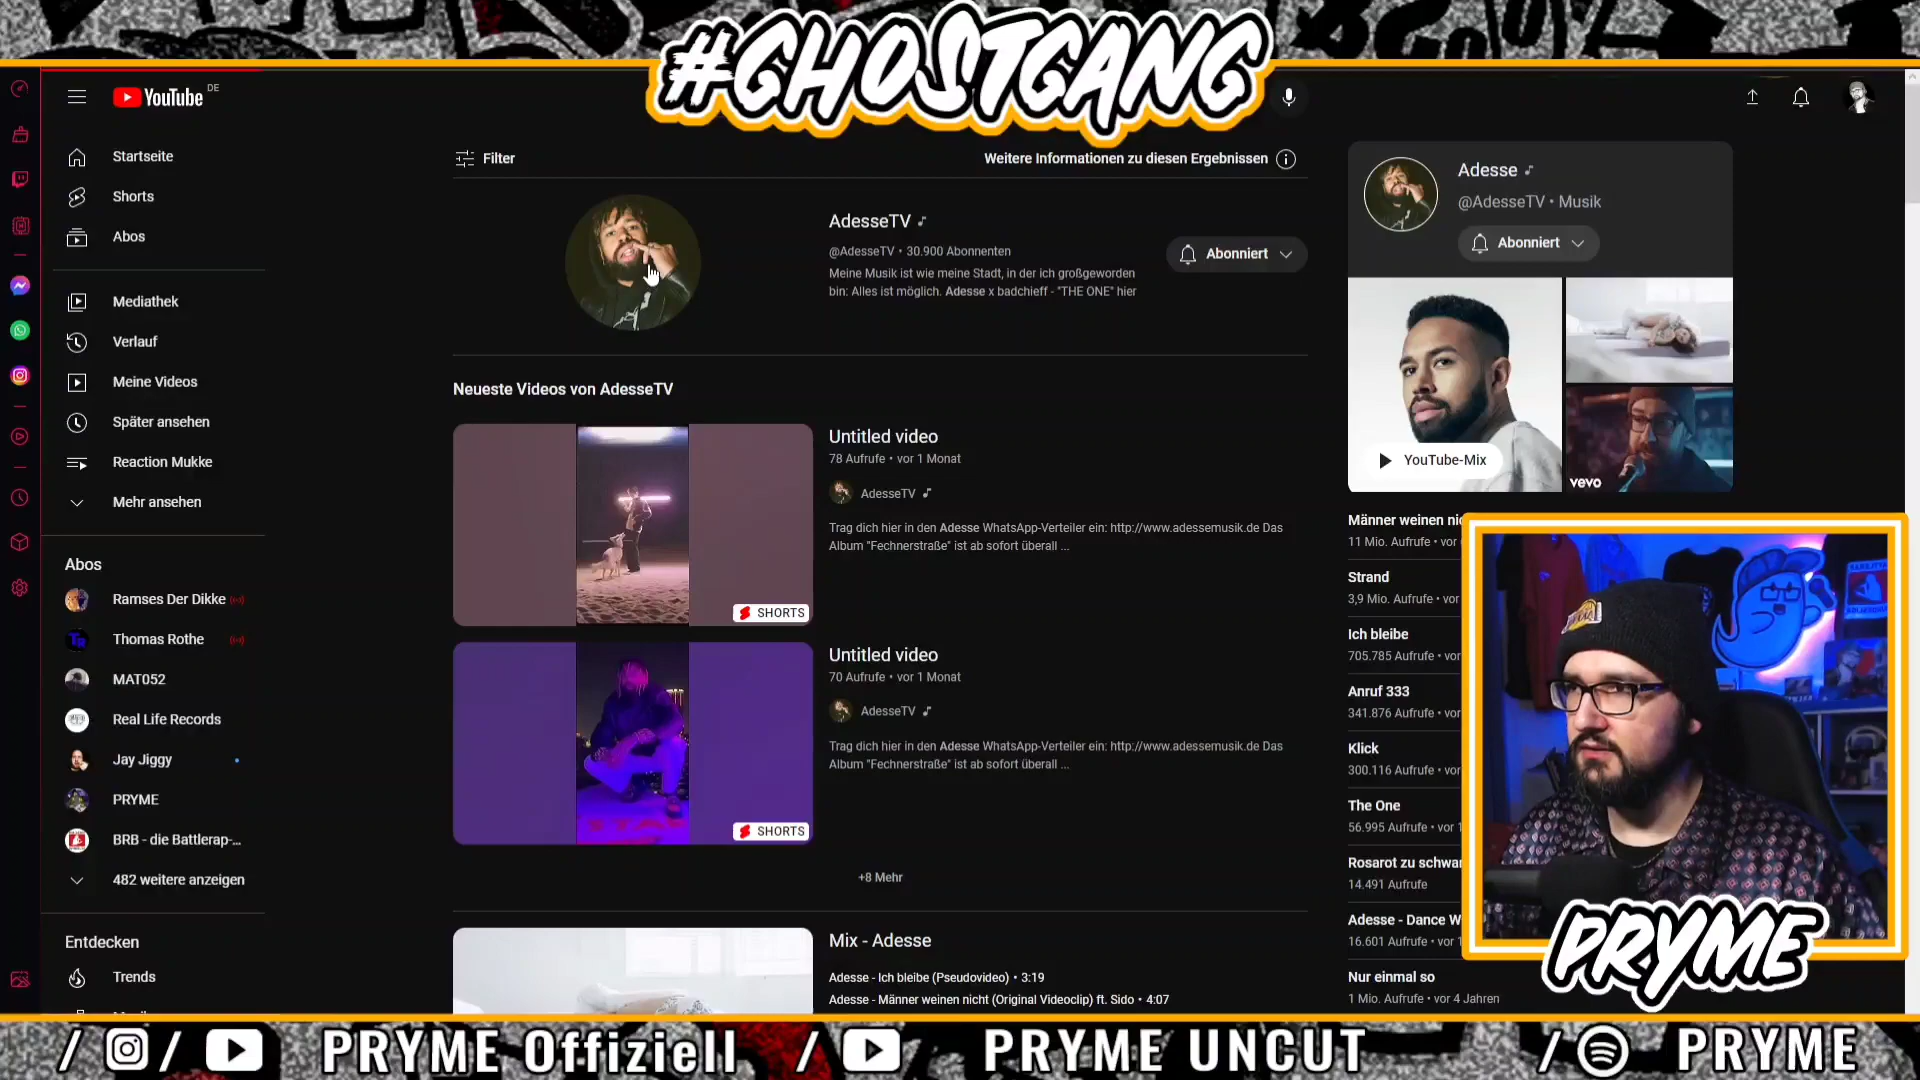 #GHOSTGANG
YouTube DE
Startseite
Shorts
Abos
Mediathek
Verlauf
Meine Videos
Später ansehen
Reaction Mukke
Mehr ansehen
Abos
Ramses Der Dikke
Thomas Rothe
MAT052
Real Life Records
Jay Jiggy
PRYME
BRB - die Battlerap-...
482 weitere anzeigen
Entdecken
Trends
Filter
Weitere Informationen zu diesen Ergebnissen
AdesseTV
@AdesseTV • 30.900 Abonnenten
Meine Musik ist wie meine Stadt, in der ich großgeworden
bin: Alles ist möglich. Adesse x badchieff - "THE ONE" hier
Abonniert
Neueste Videos von AdesseTV
Untitled video
78 Aufrufe • vor 1 Monat
AdesseTV
Trag dich hier in den Adesse WhatsApp-Verteiler ein: http://www.adessemusik.de Das
Album "Fechnerstraße" ist ab sofort überall ...
SHORTS
Untitled video
70 Aufrufe • vor 1 Monat
AdesseTV
Trag dich hier in den Adesse WhatsApp-Verteiler ein: http://www.adessemusik.de Das
Album "Fechnerstraße" ist ab sofort überall ...
SHORTS
+8 Mehr
Mix - Adesse
Adesse - Ich bleibe (Pseudovideo) • 3:19
Adesse - Männer weinen nicht (Original Videoclip) ft. Sido • 4:07
Adesse
@AdesseTV • Musik
Abonniert
YouTube-Mix
vevo
Männer weinen nic
11 Mio. Aufrufe • vor
Strand
3,9 Mio. Aufrufe • vor
Ich bleibe
705.785 Aufrufe • vor
Anruf 333
341.876 Aufrufe • vor
Klick
300.116 Aufrufe • vor
The One
56.995 Aufrufe • vor 1
Rosarot zu schwa
14.491 Aufrufe
Adesse - Dance W
16.601 Aufrufe • vor 1
Nur einmal so
1 Mio. Aufrufe • vor 4 Jahren
PRYME
/ / PRYME Offiziell / PRYME UNCUT / PRYME